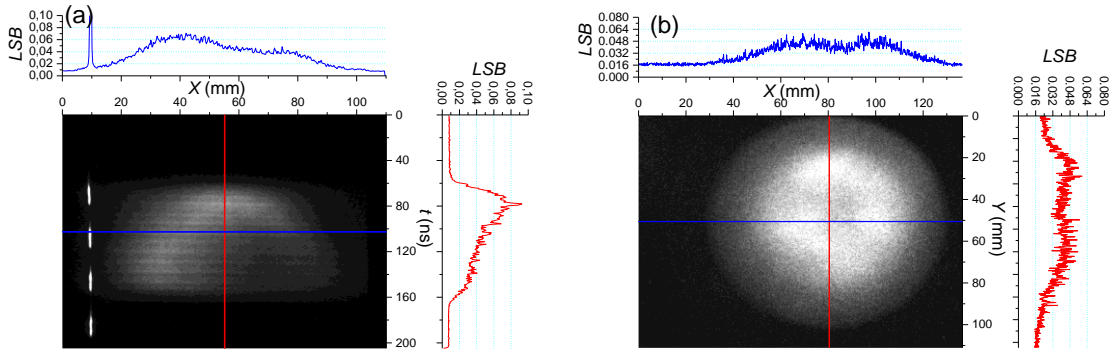 (a)
LSB
0,10
0,08
0,06
0,04
0,02
0,00
X (mm)
0 20 40 60 80 100
LSB
0,00 0,02 0,04 0,06 0,08 0,10
0
40
80
120
160
200
t (ns)
(b)
LSB
0.080
0.064
0.048
0.032
0.016
0.000
X (mm)
0 20 40 60 80 100 120
LSB
0.000 0.016 0.032 0.048 0.064 0.080
0
20
40
60
80
100
Y (mm)